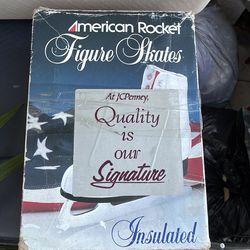 American Rocket
Figure Skates
At JCPenney,
Quality
is
our
Signature
Insulated